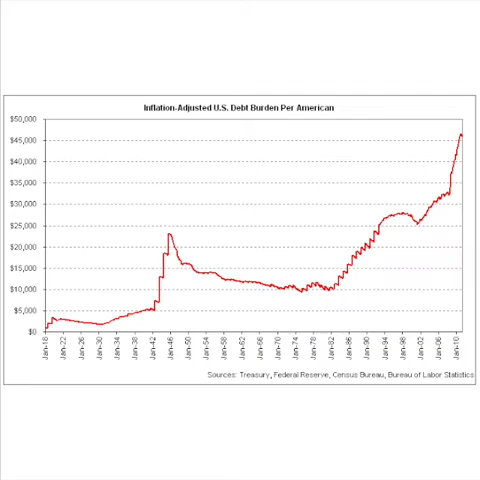 Inflation-Adjusted U.S. Debt Burden Per American
$50,000
$45,000
$40,000
$35,000
$30,000
$25,000
$20,000
$15,000
$10,000
$5,000
$0
Jan-18
Jan-22
Jan-26
Jan-30
Jan-34
Jan-38
Jan-42
Jan-46
Jan-50
Jan-54
Jan-58
Jan-62
Jan-66
Jan-70
Jan-74
Jan-78
Jan-82
Jan-86
Jan-90
Jan-94
Jan-98
Jan-02
Jan-06
Jan-10
Sources: Treasury, Federal Reserve, Census Bureau, Bureau of Labor Statistics